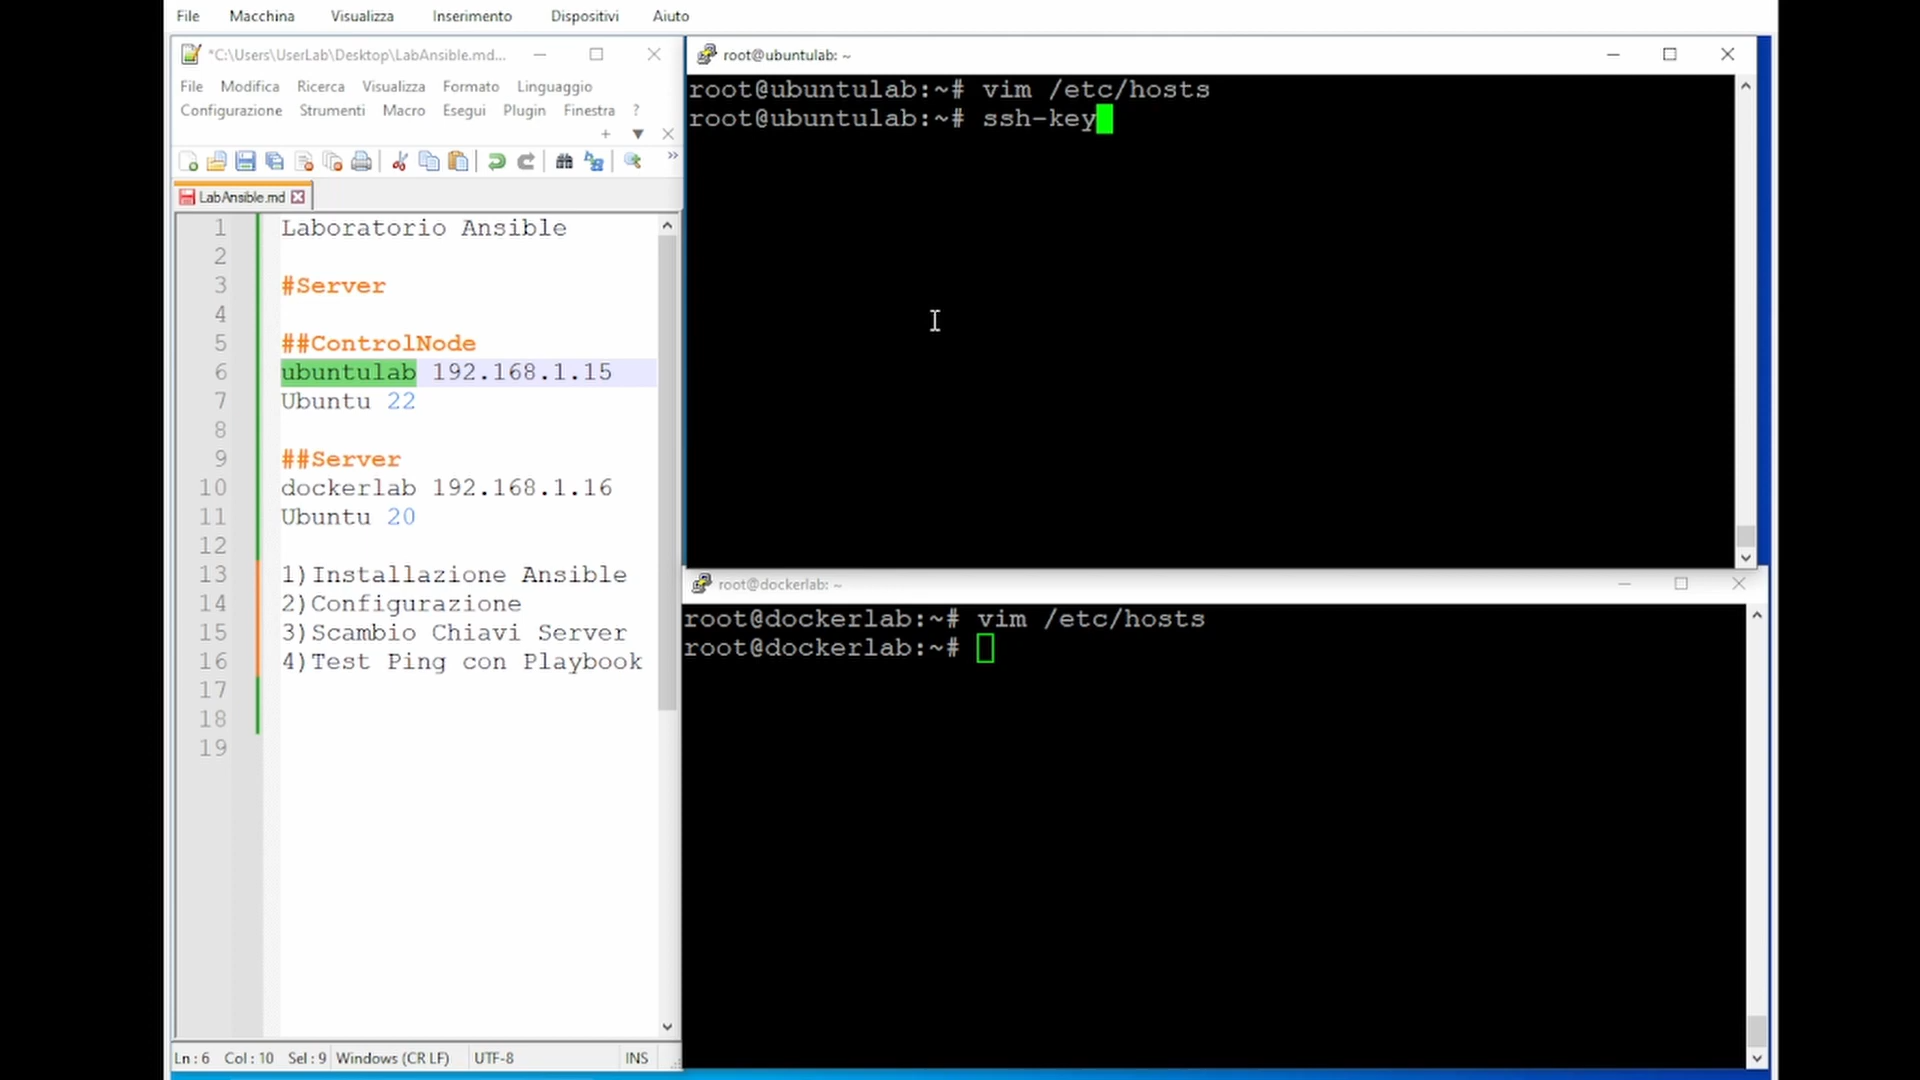 File Macchina Visualizza Inserimento Dispositivi Aiuto
*C:\Users\UserLab\Desktop\LabAnsible.md...
File Modifica Ricerca Visualizza Formato Linguaggio
Configurazione Strumenti Macro Esegui Plugin Finestra ?
LabAnsible.md
1 Laboratorio Ansible
2
3 #Server
4
5 ##ControlNode
6 ubuntulab 192.168.1.15
7 Ubuntu 22
8
9 ##Server
10 dockerlab 192.168.1.16
11 Ubuntu 20
12
13 1)Installazione Ansible
14 2)Configurazione
15 3)Scambio Chiavi Server
16 4)Test Ping con Playbook
17
18
19
Ln : 6 Col : 10 Sel : 9 Windows (CR LF) UTF-8 INS
root@ubuntulab: ~
root@ubuntulab:~# vim /etc/hosts
root@ubuntulab:~# ssh-key
root@dockerlab: ~
root@dockerlab:~# vim /etc/hosts
root@dockerlab:~#